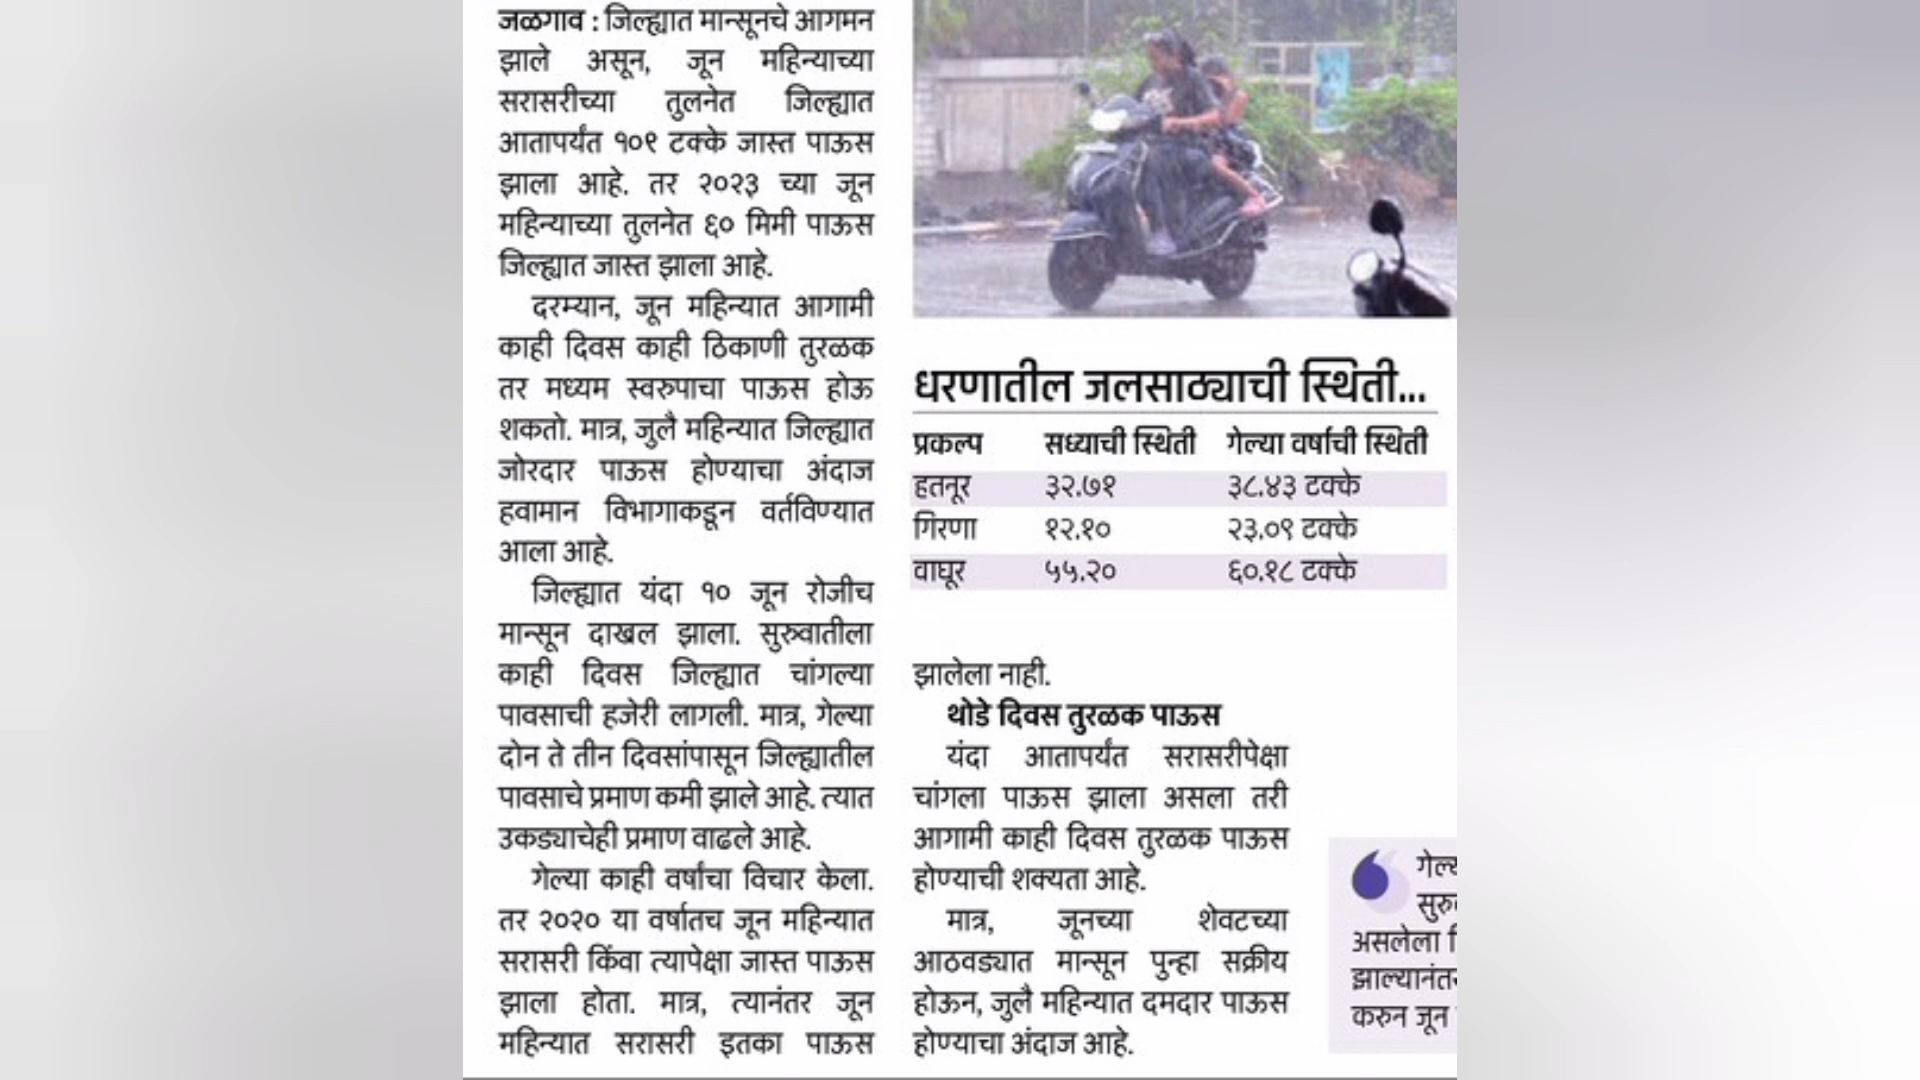 जळगाव : जिल्ह्यात मान्सूनचे आगमन
झाले असून, जून महिन्याच्या
सरासरीच्या तुलनेत जिल्ह्यात
आतापर्यंत १०९ टक्के जास्त पाऊस
झाला आहे. तर २०२३ च्या जून
महिन्याच्या तुलनेत ६० मिमी पाऊस
जिल्ह्यात जास्त झाला आहे.
दरम्यान, जून महिन्यात आगामी
काही दिवस काही ठिकाणी तुरळक
तर मध्यम स्वरुपाचा पाऊस होऊ
शकतो. मात्र, जुलै महिन्यात जिल्ह्यात
जोरदार पाऊस होण्याचा अंदाज
हवामान विभागाकडून वर्तविण्यात
आला आहे.
जिल्ह्यात यंदा १० जून रोजीच
मान्सून दाखल झाला. सुरुवातीला
काही दिवस जिल्ह्यात चांगल्या
पावसाची हजेरी लागली. मात्र, गेल्या
दोन ते तीन दिवसांपासून जिल्ह्यातील
पावसाचे प्रमाण कमी झाले आहे. त्यात
उकड्याचेही प्रमाण वाढले आहे.
गेल्या काही वर्षांचा विचार केला.
तर २०२० या वर्षातच जून महिन्यात
सरासरी किंवा त्यापेक्षा जास्त पाऊस
झाला होता. मात्र, त्यानंतर जून
महिन्यात सरासरी इतका पाऊस
धरणातील जलसाठ्याची स्थिती...
प्रकल्प सध्याची स्थिती गेल्या वर्षाची स्थिती
हतनूर ३२.७१ ३८.४३ टक्के
गिरणा १२.१० २३.०९ टक्के
वाघूर ५५.२० ६०.१८ टक्के
झालेला नाही.
थोडे दिवस तुरळक पाऊस
यंदा आतापर्यंत सरासरीपेक्षा
चांगला पाऊस झाला असला तरी
आगामी काही दिवस तुरळक पाऊस
होण्याची शक्यता आहे.
मात्र, जूनच्या शेवटच्या
आठवड्यात मान्सून पुन्हा सक्रीय
होऊन, जुलै महिन्यात दमदार पाऊस
होण्याचा अंदाज आहे.
असलेला
करुन जून